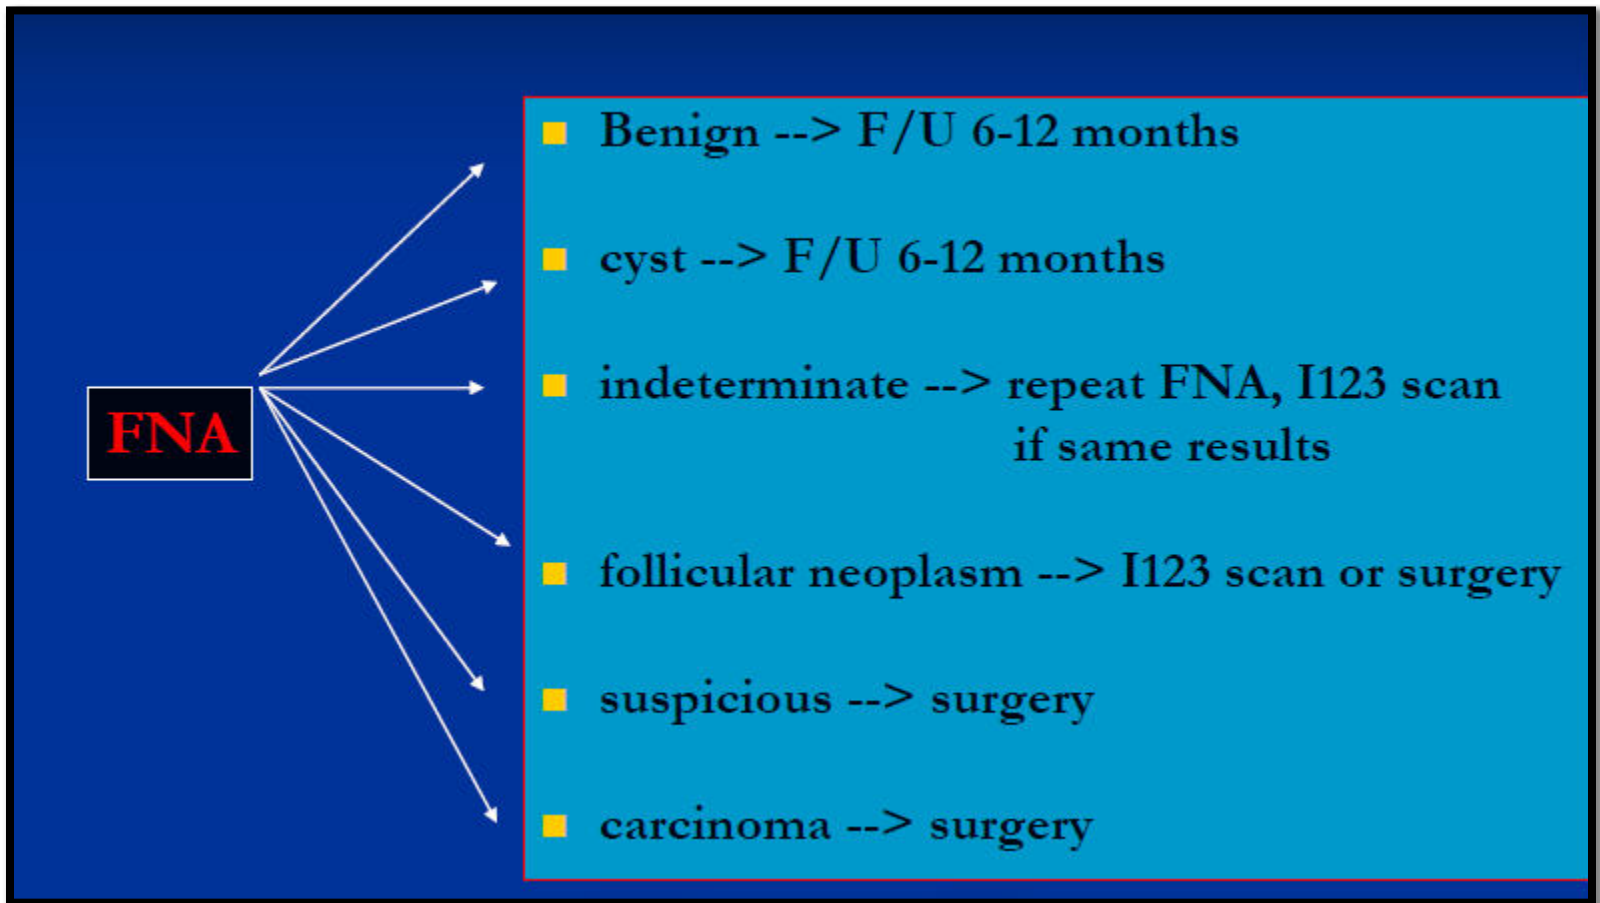 Benign --> F/U 6-12 months
cyst --> F/U 6-12 months
indeterminate --> repeat FNA, I123 scan
if same results
FNA
follicular neoplasm --> I123 scan or surgery
suspicious --> surgery
carcinoma --> surgery